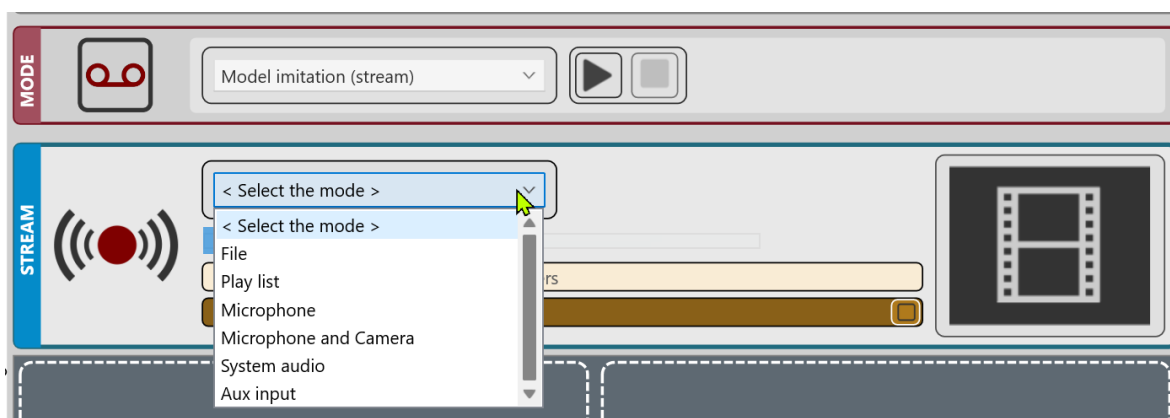 MODE
Model imitation (stream)
STREAM
< Select the mode >
< Select the mode >
File
Play list
rs
Microphone
Microphone and Camera
System audio
Aux input